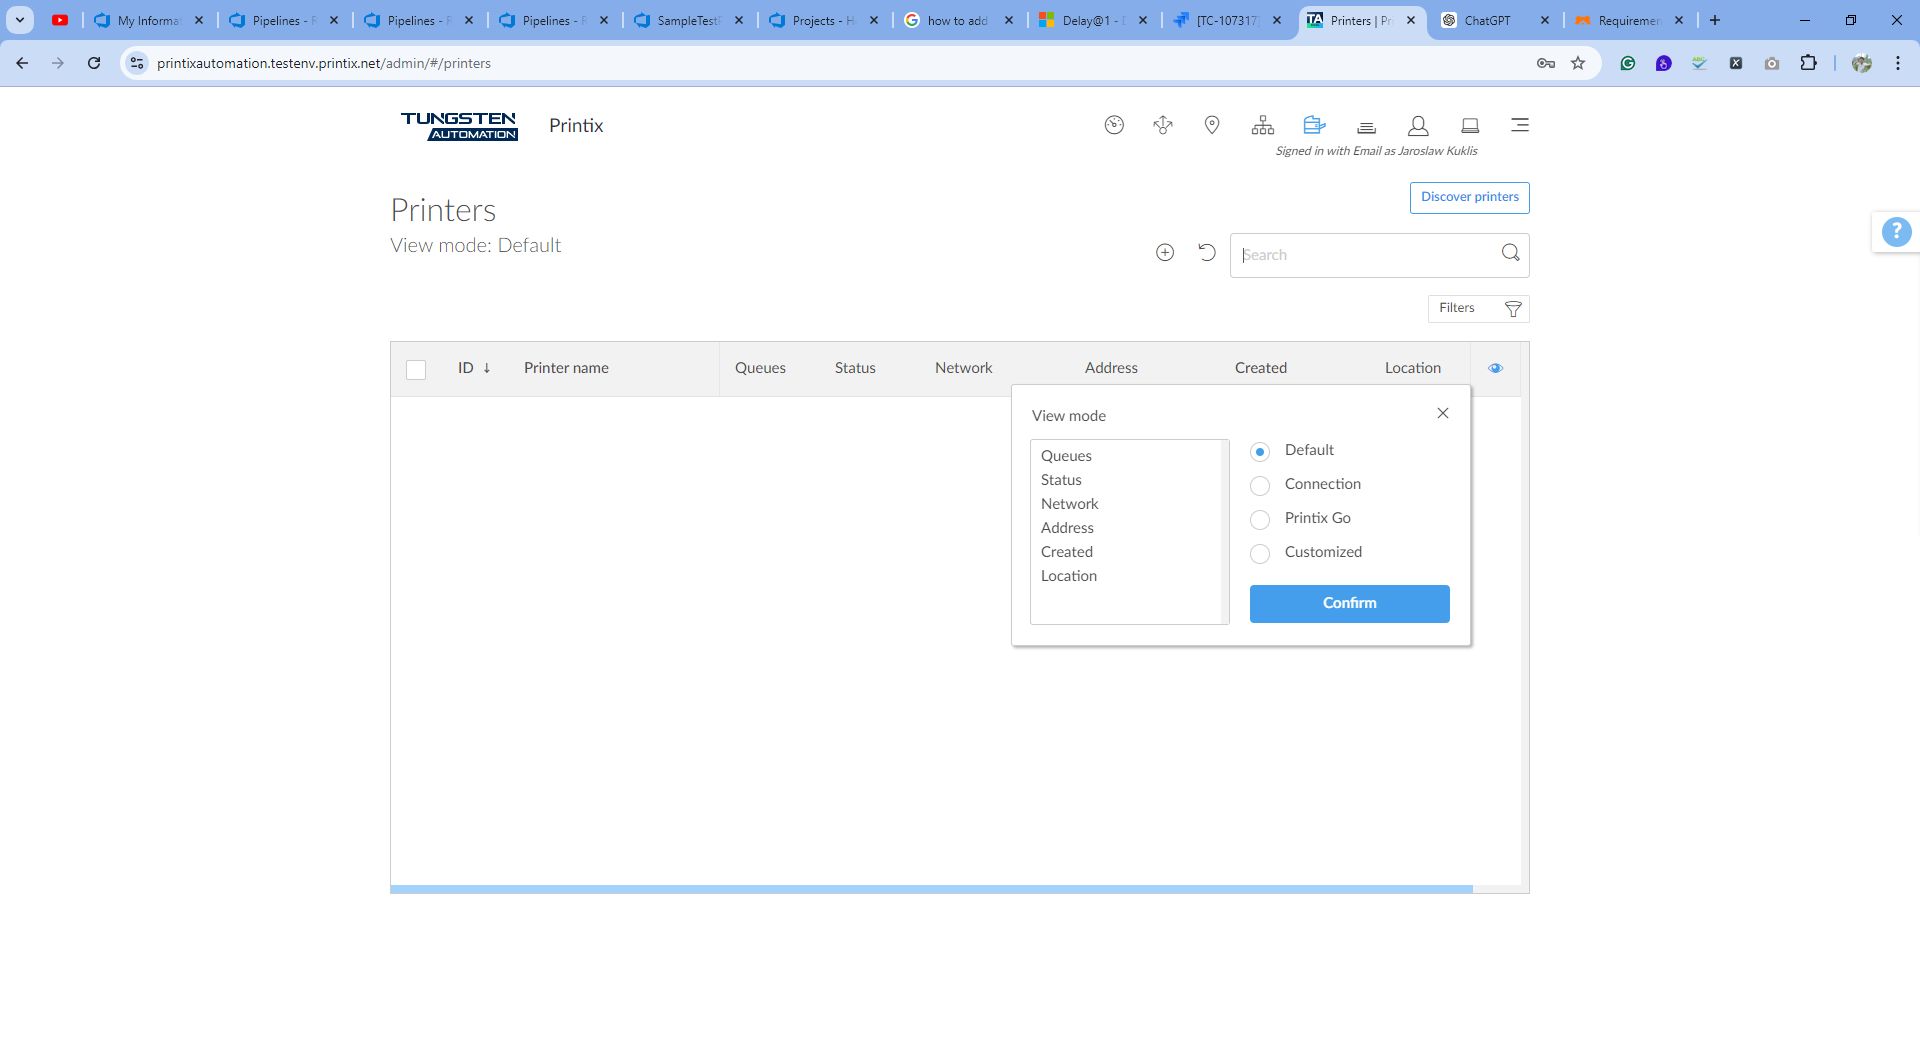 My Informa
Pipelines - R
Pipelines - R
Pipelines - R
SampleTestF
Projects - H
how to add
Delay@1 - D
[TC-107317]
TA
Printers | Pri
ChatGPT
Requiremen
printixautomation.testenv.printix.net/admin/#/printers
TUNGSTEN
AUTOMATION
Printix
Signed in with Email as Jaroslaw Kuklis
Discover printers
Printers
View mode: Default
Search
?
Filters
ID ↓ Printer name Queues Status Network Address Created Location
View mode
Queues
Status
Network
Address
Created
Location
Default
Connection
Printix Go
Customized
Confirm